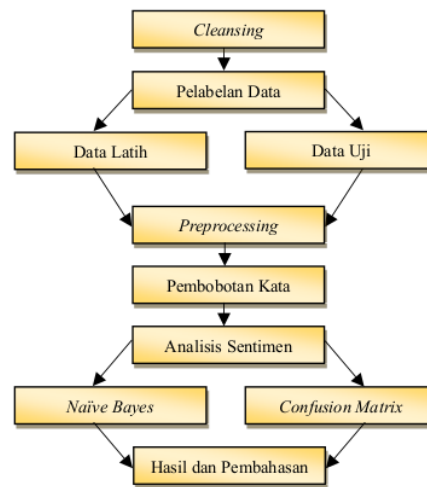 Cleansing
Pelabelan Data
Data Latih
Data Uji
Preprocessing
Pembobotan Kata
Analisis Sentimen
Naïve Bayes
Confusion Matrix
Hasil dan Pembahasan